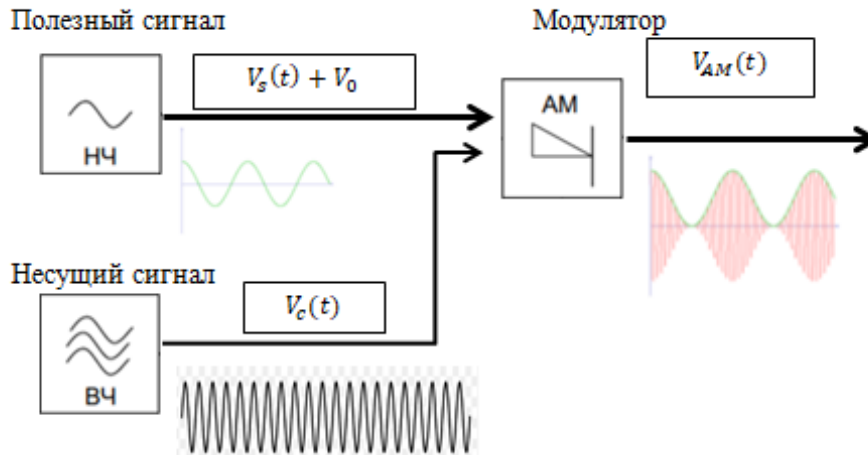 Полезный сигнал
Модулятор
V_s(t) + V_0
V_AM(t)
АМ
НЧ
Несущий сигнал
V_c(t)
ВЧ